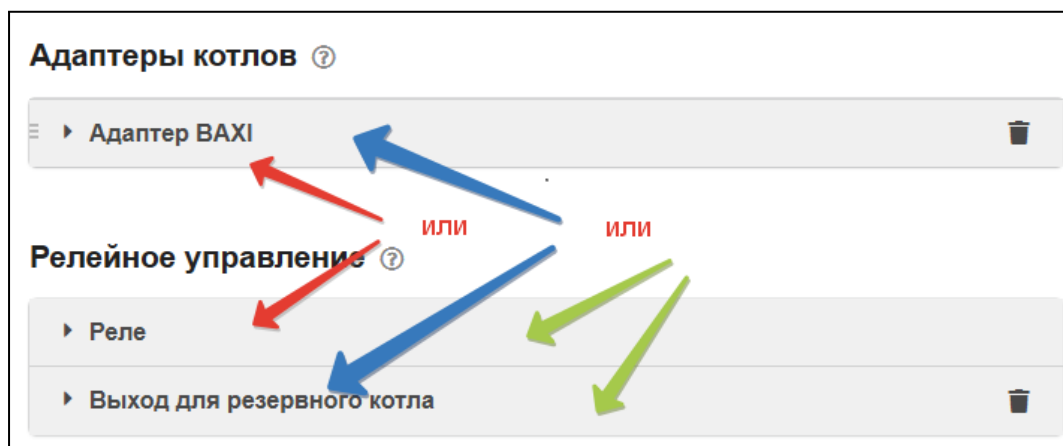 Адаптеры котлов ?
Адаптер BAXI
или или
Релейное управление ?
Реле
Выход для резервного котла